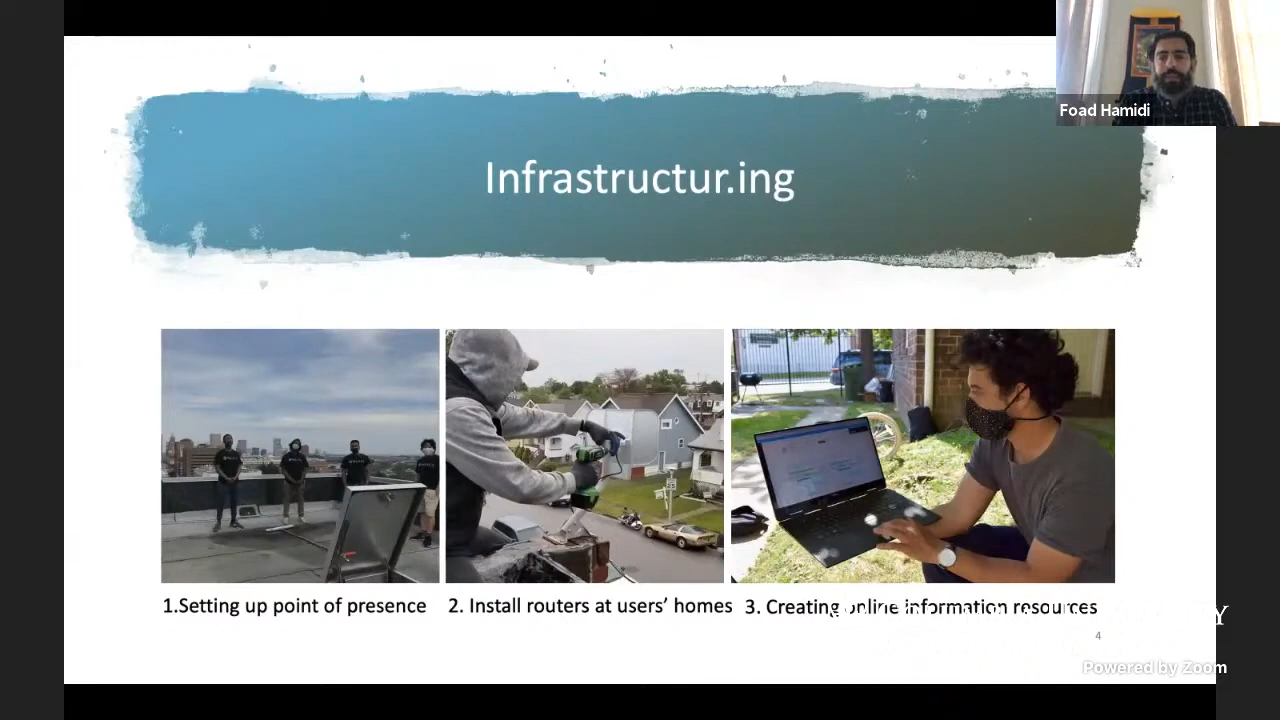 Foad Hamidi
Infrastructur.ing
1.Setting up point of presence
2. Install routers at users’ homes
3. Creating online information resources
4
Powered by Zoom